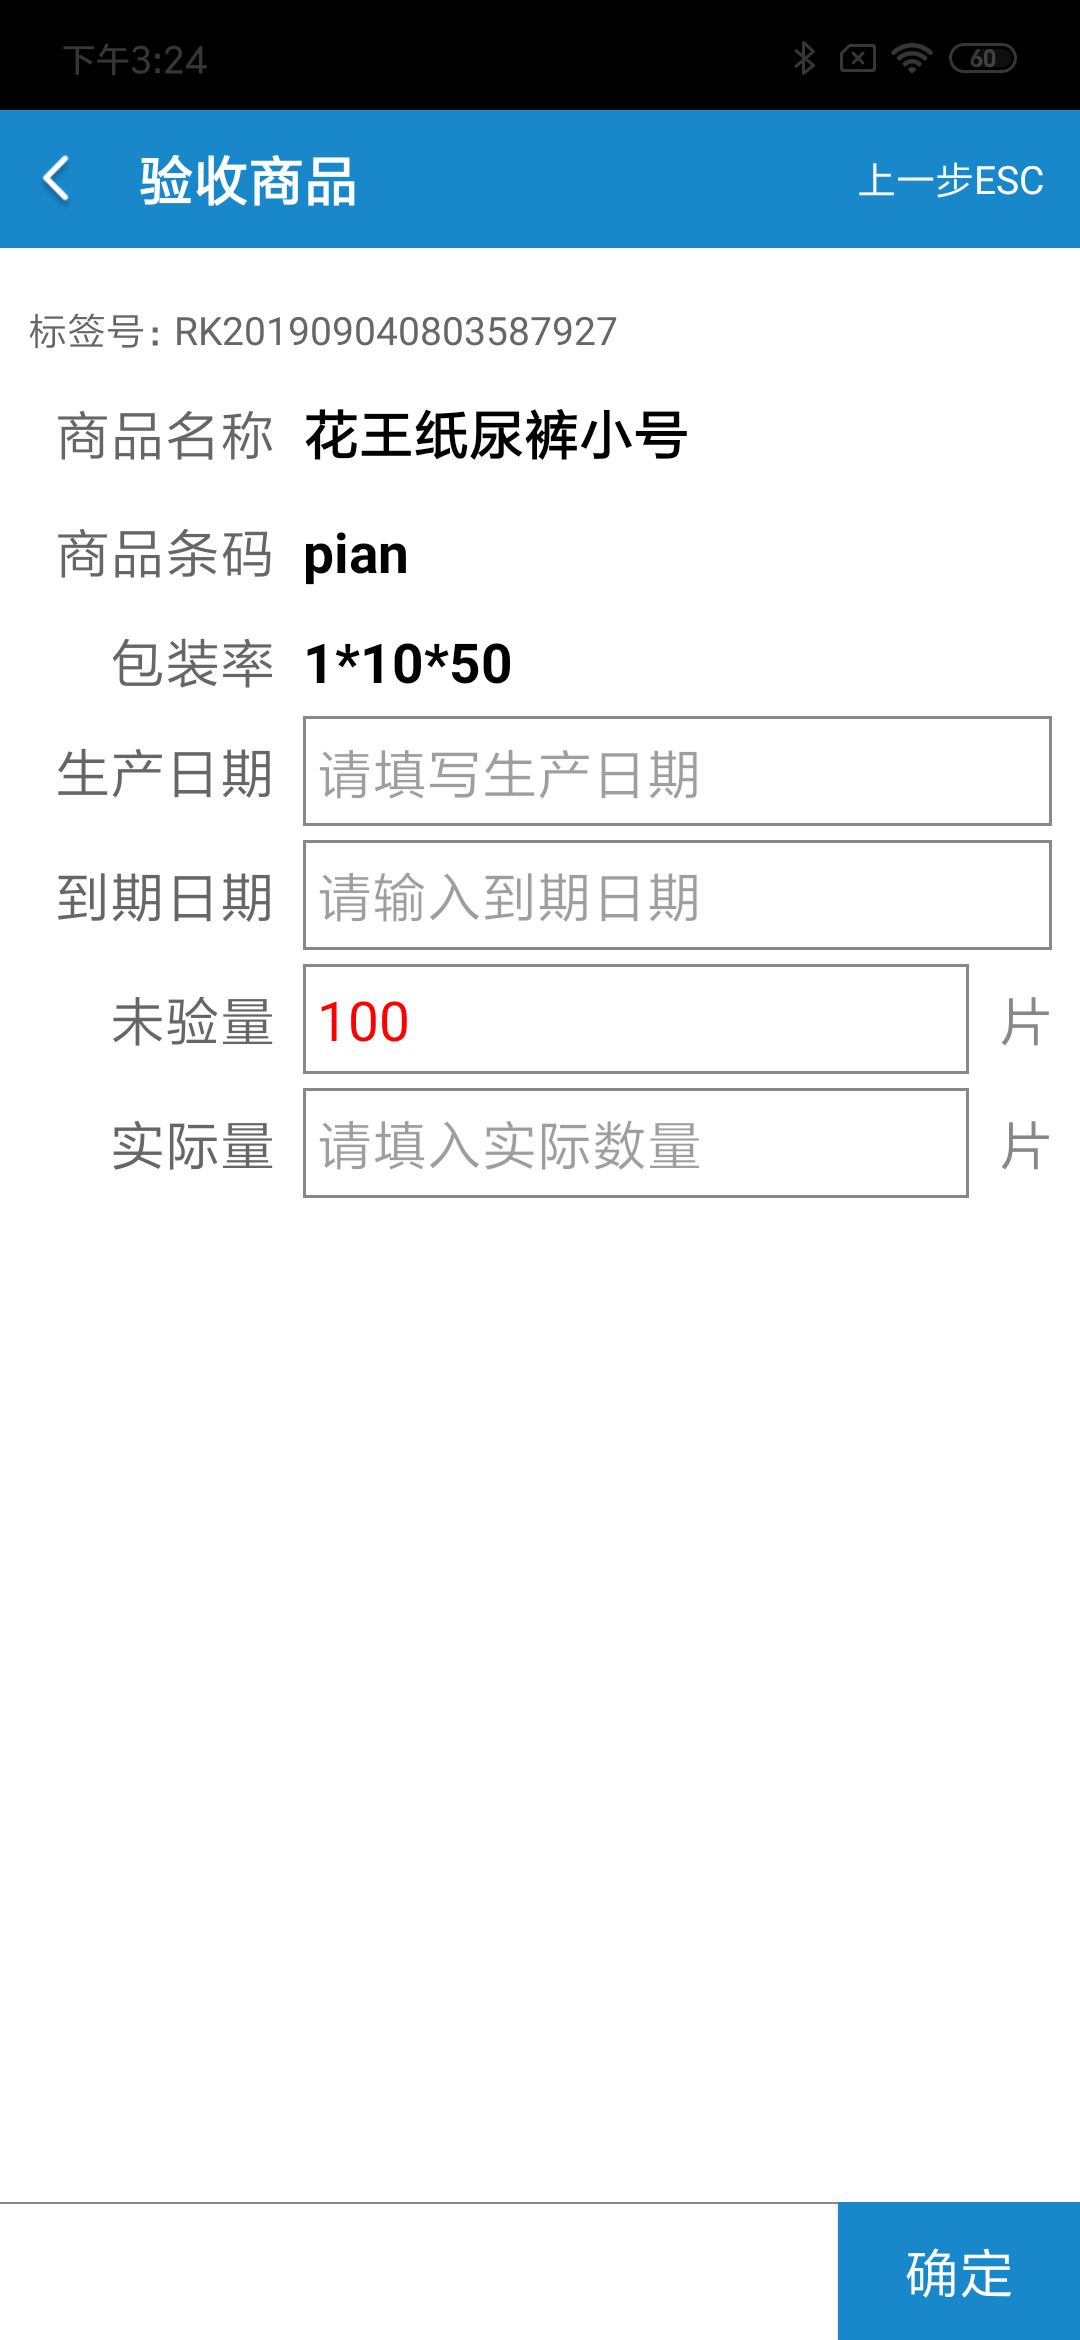 下午3:24
60
验收商品
上一步ESC
标签号：RK201909040803587927
商品名称 花王纸尿裤小号
商品条码 pian
包装率 1*10*50
生产日期 请填写生产日期
到期日期 请输入到期日期
未验量 100 片
实际量 请填入实际数量 片
确定